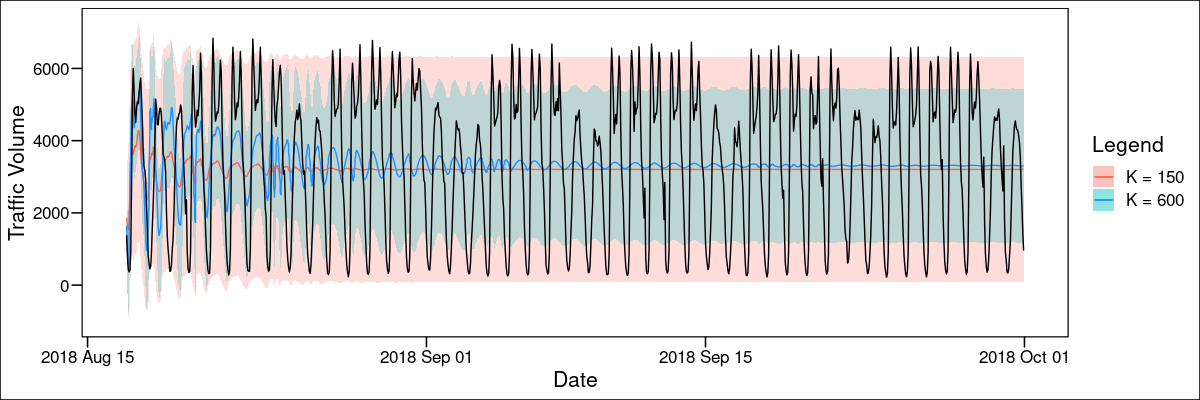 Traffic Volume
6000
4000
2000
0
2018 Aug 15
2018 Sep 01
2018 Sep 15
2018 Oct 01
Date
Legend
K = 150
K = 600